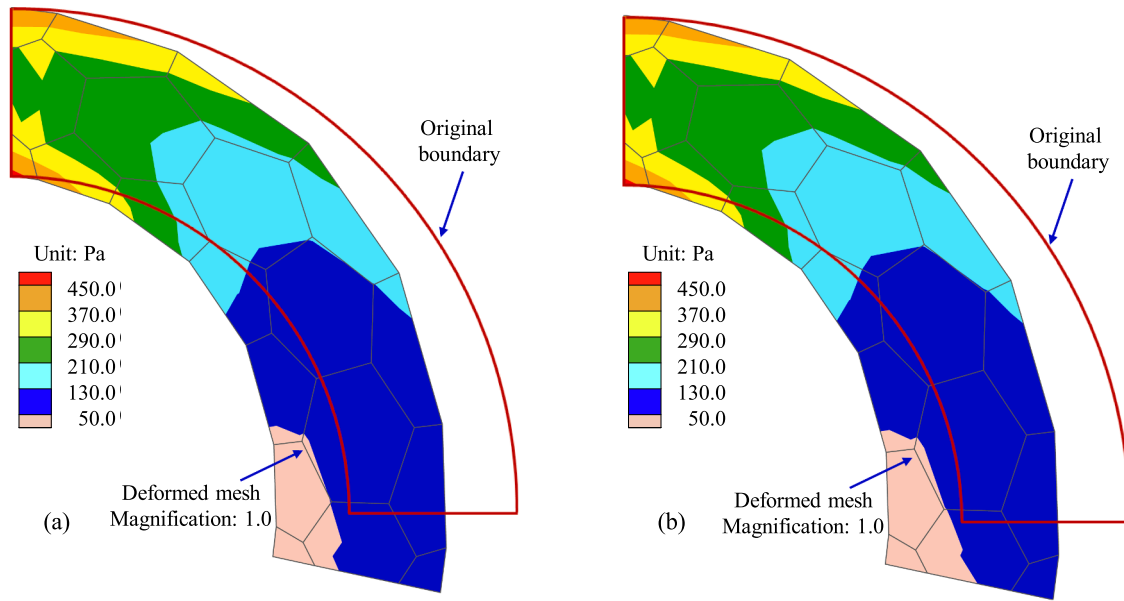 Original
boundary
Unit: Pa
450.0
370.0
290.0
210.0
130.0
50.0
Deformed mesh
Magnification: 1.0
(a)
Original
boundary
Unit: Pa
450.0
370.0
290.0
210.0
130.0
50.0
Deformed mesh
Magnification: 1.0
(b)